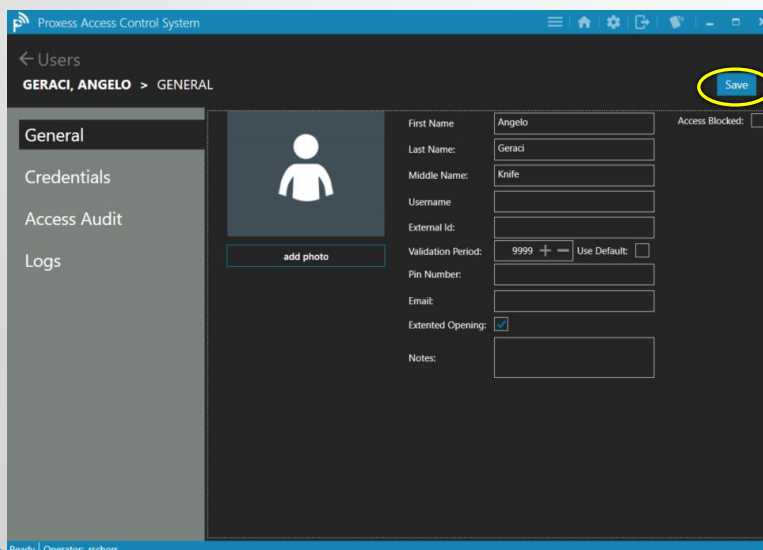 Proxess Access Control System
Users
GERACI, ANGELO > GENERAL
Save
General
Credentials
Access Audit
Logs
add photo
First Name Angelo
Last Name: Geraci
Middle Name: Knife
Username
External Id:
Validation Period: 9999 + − Use Default:
Pin Number:
Email:
Extented Opening:
Notes:
Access Blocked:
Ready | Operator: rschorr